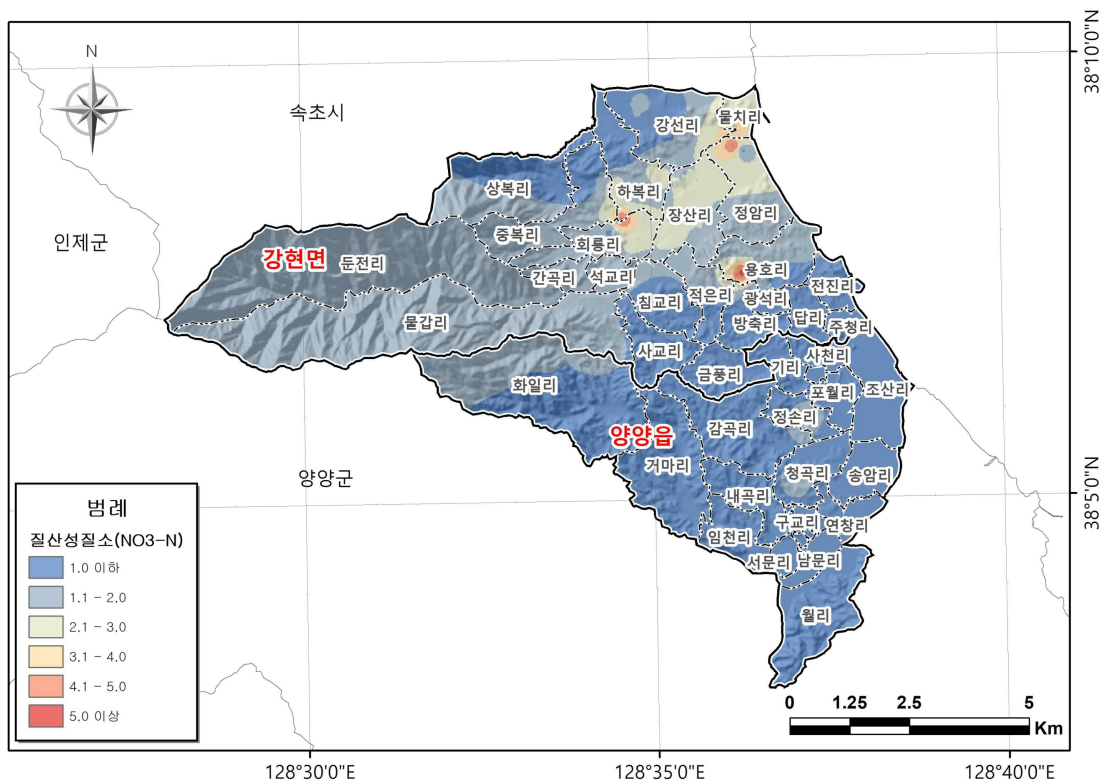 N
속초시
인제군
양양군
강현면
양양읍
강선리
물치리
상복리
하복리
장산리
정암리
중복리
회룡리
둔전리
간곡리
석교리
용호리
침교리
적은리
광석리
전진리
물갑리
방축리
답리
주청리
사교리
금풍리
기리
사천리
화일리
포월리
조산리
감곡리
정손리
거마리
청곡리
송암리
내곡리
구교리
연창리
임천리
서문리
남문리
월리
범례
질산성질소(NO3-N)
1.0 이하
1.1 - 2.0
2.1 - 3.0
3.1 - 4.0
4.1 - 5.0
5.0 이상
0 1.25 2.5 5
Km
38°10'0"N
38°5'0"N
128°30'0"E
128°35'0"E
128°40'0"E